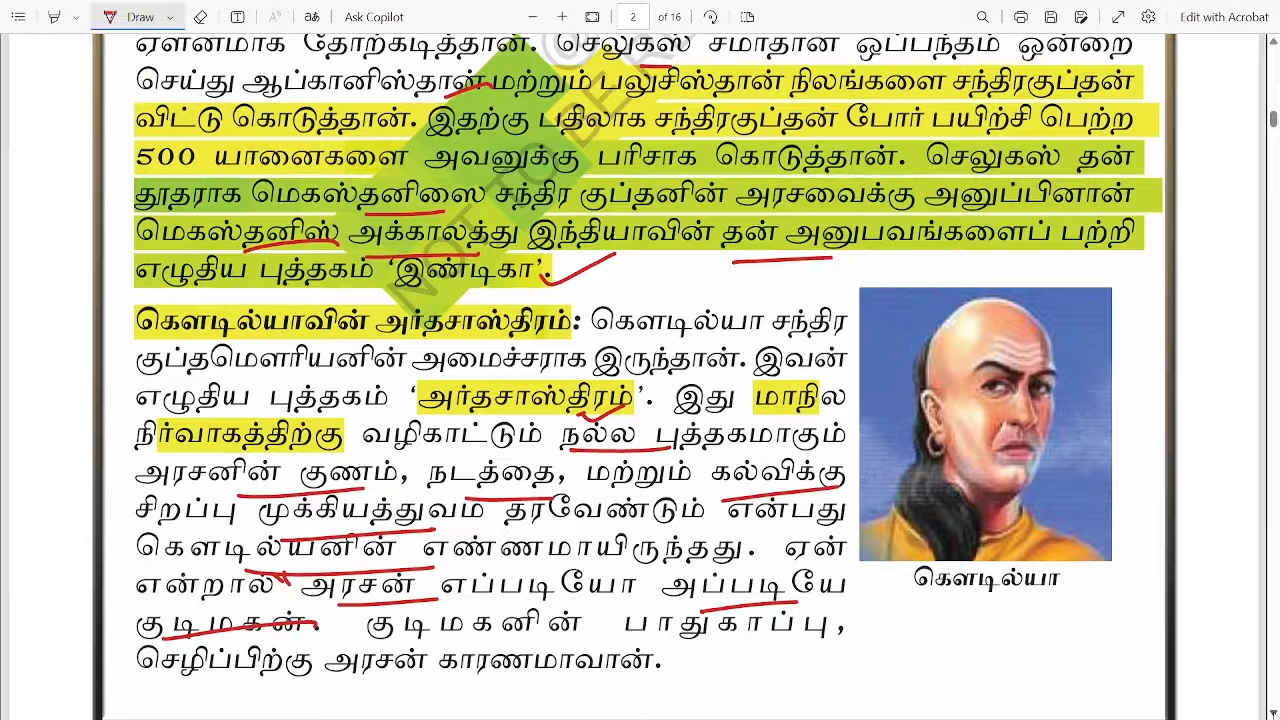 Draw
Ask Copilot
2
of 16
Edit with Acrobat
ஏளனமாக தோற்கடித்தான். செலுகஸ் சமாதான ஒப்பந்தம் ஒன்றை
செய்து ஆப்கானிஸ்தான் மற்றும் பலுசிஸ்தான் நிலங்களை சந்திரகுப்தன்
விட்டு கொடுத்தான். இதற்கு பதிலாக சந்திரகுப்தன் போர் பயிற்சி பெற்ற
500 யானைகளை அவனுக்கு பரிசாக கொடுத்தான். செலுகஸ் தன்
தூதராக மெகஸ்தனிஸை சந்திர குப்தனின் அரசவைக்கு அனுப்பினான்
மெகஸ்தனிஸ் அக்காலத்து இந்தியாவின் தன் அனுபவங்களைப் பற்றி
எழுதிய புத்தகம் ‘இண்டிகா’.
கௌடில்யாவின் அர்தசாஸ்திரம்: கௌடில்யா சந்திர
குப்தமௌரியனின் அமைச்சராக இருந்தான். இவன்
எழுதிய புத்தகம் ‘அர்தசாஸ்திரம்’. இது மாநில
நிர்வாகத்திற்கு வழிகாட்டும் நல்ல புத்தகமாகும்
அரசனின் குணம், நடத்தை, மற்றும் கல்விக்கு
சிறப்பு முக்கியத்துவம் தரவேண்டும் என்பது
கௌடில்யனின் எண்ணமாயிருந்தது. ஏன்
என்றால் அரசன் எப்படியோ அப்படியே
குடிமகன். குடிமகனின் பாதுகாப்பு,
செழிப்பிற்கு அரசன் காரணமாவான்.
கௌடில்யா
NOT TO BE